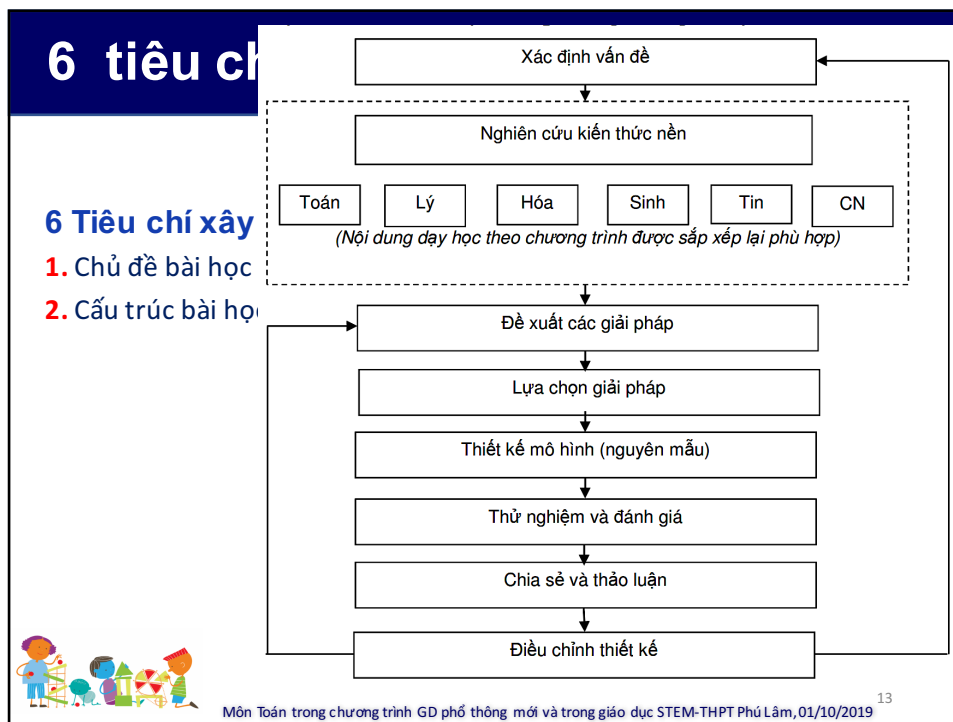 6 tiêu ch
6 Tiêu chí xây
1. Chủ đề bài học
2. Cấu trúc bài học
Xác định vấn đề
Nghiên cứu kiến thức nền
Toán Lý Hóa Sinh Tin CN
(Nội dung dạy học theo chương trình được sắp xếp lại phù hợp)
Đề xuất các giải pháp
Lựa chọn giải pháp
Thiết kế mô hình (nguyên mẫu)
Thử nghiệm và đánh giá
Chia sẻ và thảo luận
Điều chỉnh thiết kế
Môn Toán trong chương trình GD phổ thông mới và trong giáo dục STEM-THPT Phú Lâm,01/10/2019
13